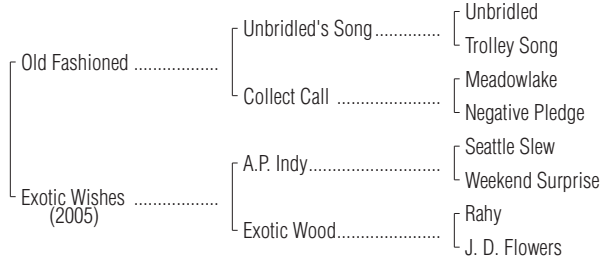 Unbridled
Unbridled's Song..............
Trolley Song
Old Fashioned ..................
Meadowlake
Collect Call ......................
Negative Pledge
Seattle Slew
A.P. Indy............................
Weekend Surprise
Exotic Wishes ..................
(2005)
Rahy
Exotic Wood......................
J. D. Flowers